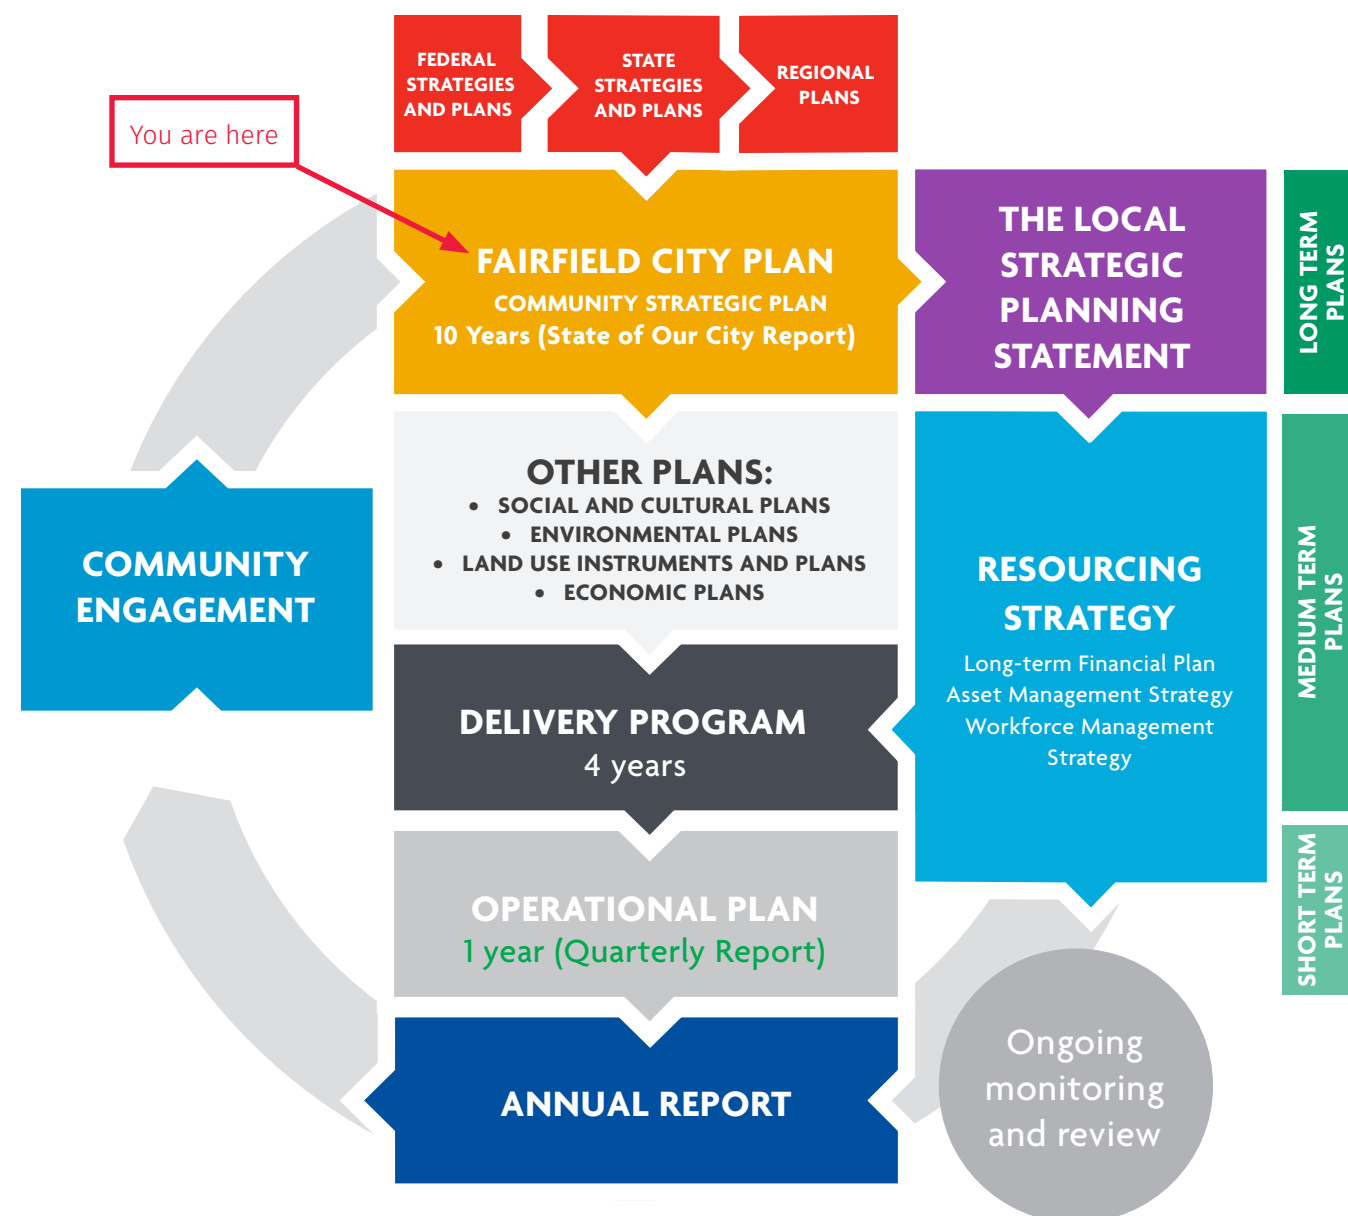 FEDERAL
STRATEGIES
AND PLANS
STATE
STRATEGIES
AND PLANS
REGIONAL
PLANS
You are here
FAIRFIELD CITY PLAN
COMMUNITY STRATEGIC PLAN
10 Years (State of Our City Report)
THE LOCAL
STRATEGIC
PLANNING
STATEMENT
LONG TERM
PLANS
OTHER PLANS:
• SOCIAL AND CULTURAL PLANS
• ENVIRONMENTAL PLANS
• LAND USE INSTRUMENTS AND PLANS
• ECONOMIC PLANS
COMMUNITY
ENGAGEMENT
RESOURCING
STRATEGY
Long-term Financial Plan
Asset Management Strategy
Workforce Management
Strategy
MEDIUM TERM
PLANS
DELIVERY PROGRAM
4 years
OPERATIONAL PLAN
1 year (Quarterly Report)
SHORT TERM
PLANS
ANNUAL REPORT
Ongoing
monitoring
and review